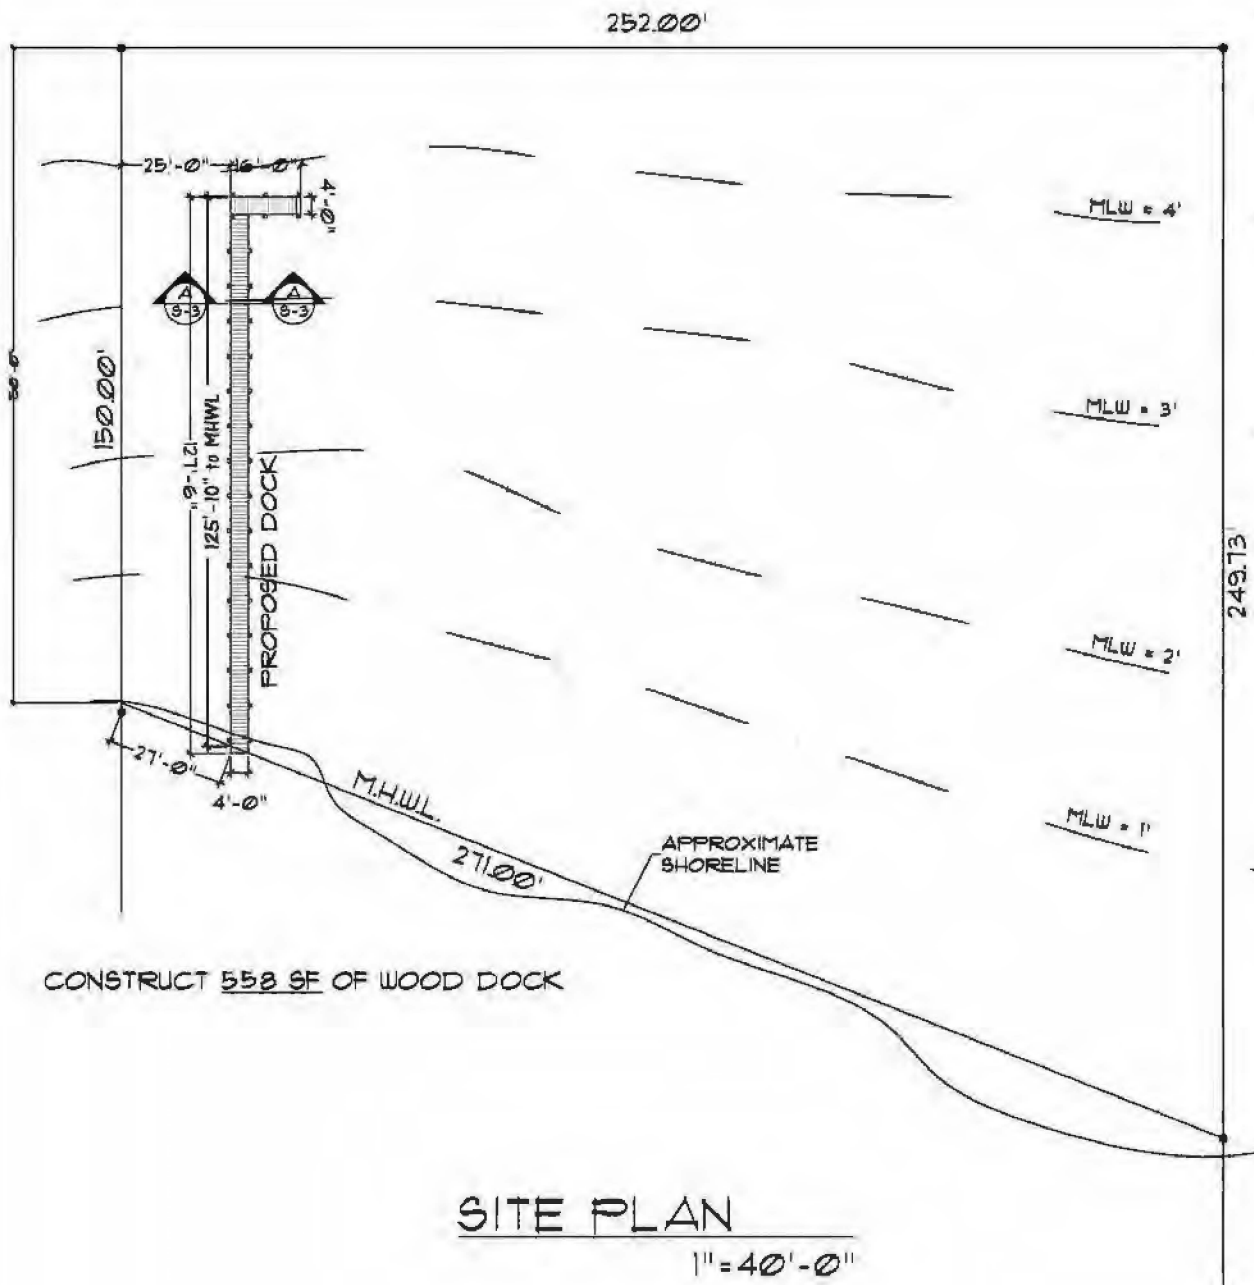 252.00'
25'-0"
16'-0"
4'-0"
MLW = 4'
A
S-3
A
S-3
150.00'
127'-6"
125'-10" to MHWL
PROPOSED DOCK
MLW = 3'
249.73'
MLW = 2'
27'-0"
4'-0"
M.H.W.L.
271.00'
APPROXIMATE
SHORELINE
MLW = 1'
CONSTRUCT 558 SF OF WOOD DOCK
SITE PLAN
1"=40'-0"